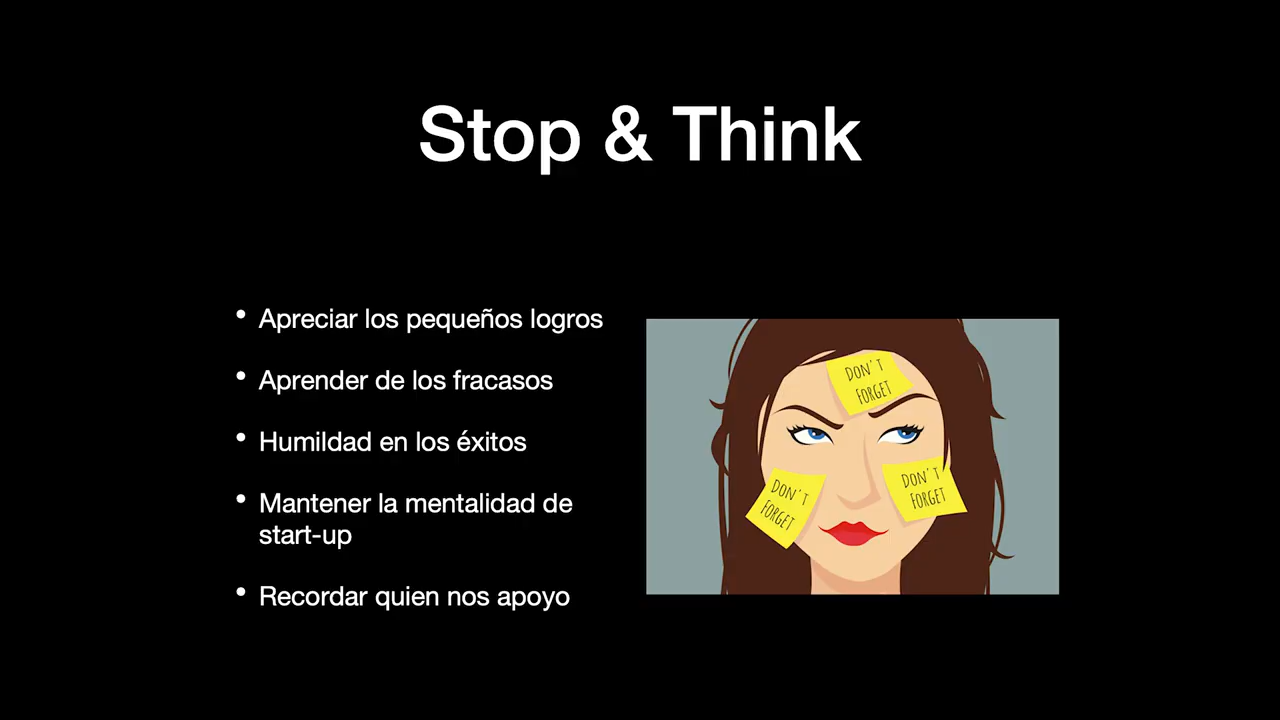 Stop & Think
• Apreciar los pequeños logros
• Aprender de los fracasos
• Humildad en los éxitos
• Mantener la mentalidad de
start-up
• Recordar quien nos apoyo
DON'T
FORGET
DON'T
FORGET
DON'T
FORGET